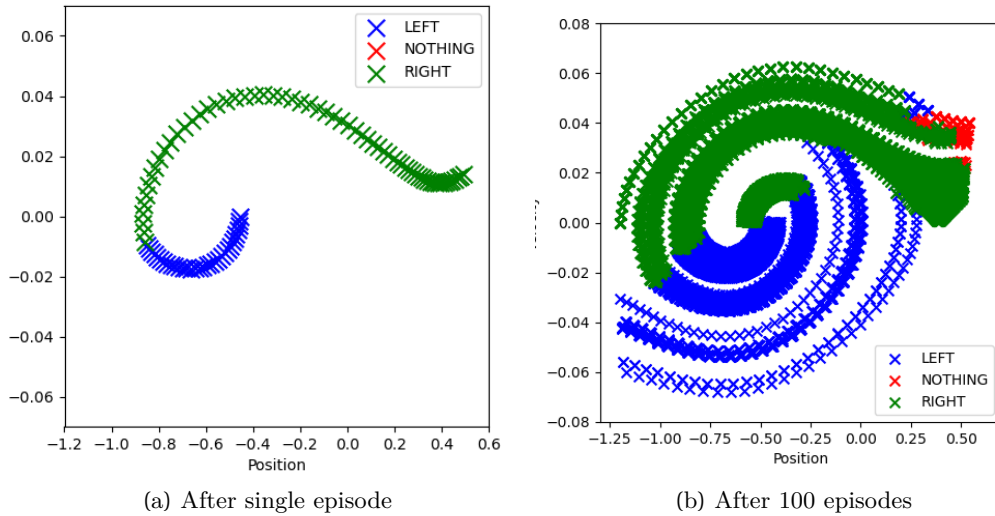 0.06
0.04
0.02
0.00
−0.02
−0.04
−0.06
−1.2 −1.0 −0.8 −0.6 −0.4 −0.2 0.0 0.2 0.4 0.6
Position
LEFT
NOTHING
RIGHT
(a) After single episode
0.08
0.06
0.04
0.02
0.00
−0.02
−0.04
−0.06
−0.08
−1.25 −1.00 −0.75 −0.50 −0.25 0.00 0.25 0.50
Position
LEFT
NOTHING
RIGHT
(b) After 100 episodes